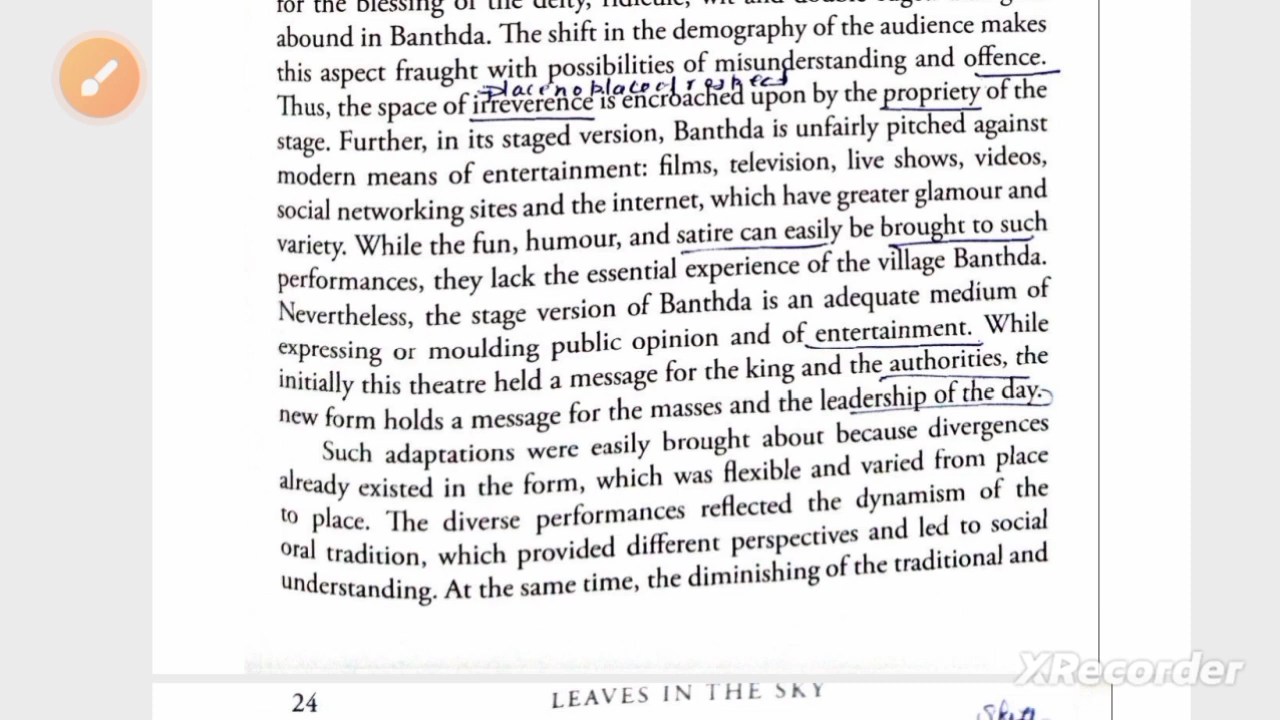 for the blessing of the deity, ridicule, wit and
abound in Banthda. The shift in the demography of the audience makes
this aspect fraught with possibilities of misunderstanding and offence.
Thus, the space of irreverence is encroached upon by the propriety of the
stage. Further, in its staged version, Banthda is unfairly pitched against
modern means of entertainment: films, television, live shows, videos,
social networking sites and the internet, which have greater glamour and
variety. While the fun, humour, and satire can easily be brought to such
performances, they lack the essential experience of the village Banthda.
Nevertheless, the stage version of Banthda is an adequate medium of
expressing or moulding public opinion and of entertainment. While
initially this theatre held a message for the king and the authorities, the
new form holds a message for the masses and the leadership of the day.
Such adaptations were easily brought about because divergences
already existed in the form, which was flexible and varied from place
to place. The diverse performances reflected the dynamism of the
oral tradition, which provided different perspectives and led to social
understanding. At the same time, the diminishing of the traditional and
XRecorder
24 LEAVES IN THE SKY